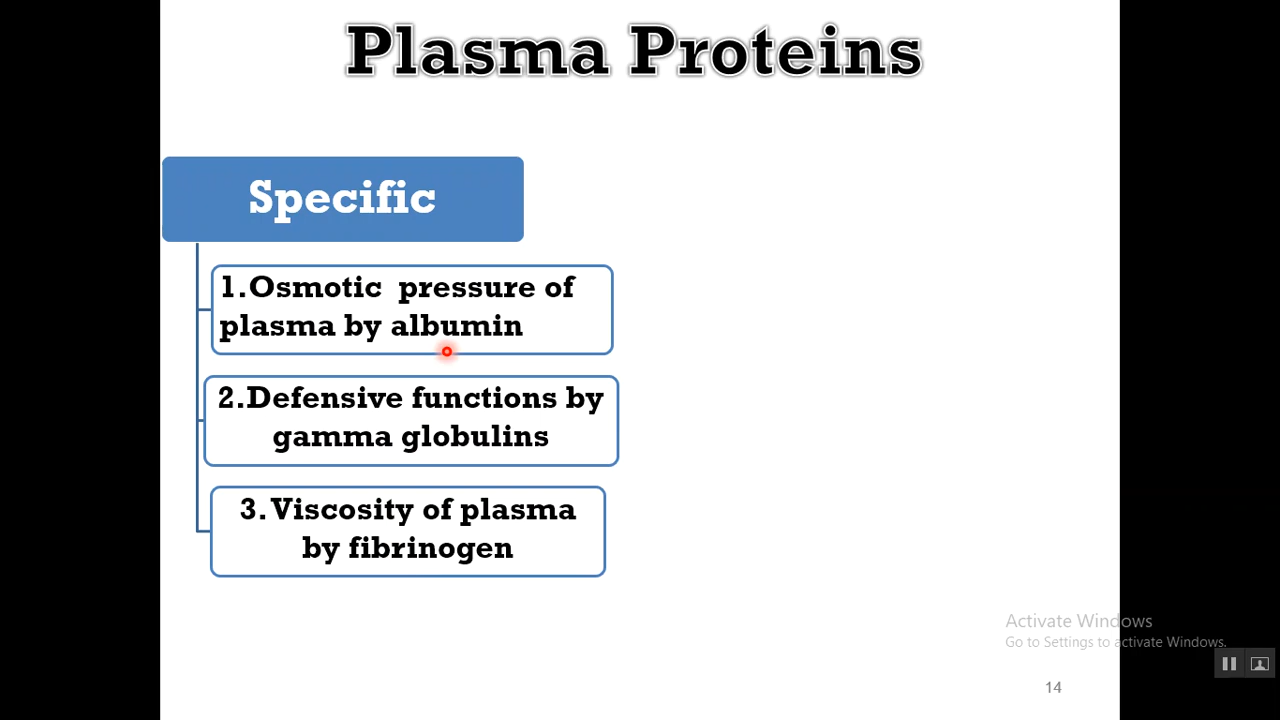 Plasma Proteins
Specific
1.Osmotic pressure of
plasma by albumin
2.Defensive functions by
gamma globulins
3.Viscosity of plasma
by fibrinogen
Activate Windows
Go to Settings to activate Windows.
14